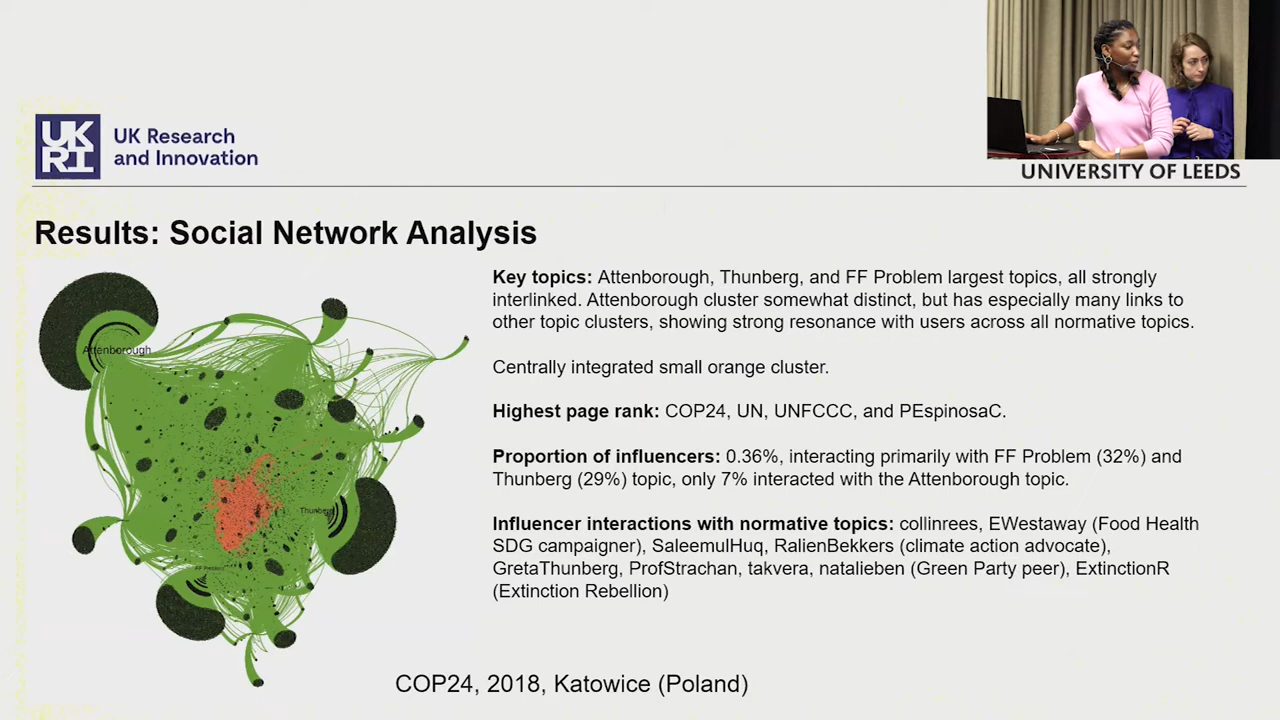 UK
RI
UK Research
and Innovation
UNIVERSITY OF LEEDS
Results: Social Network Analysis
Key topics: Attenborough, Thunberg, and FF Problem largest topics, all strongly
interlinked. Attenborough cluster somewhat distinct, but has especially many links to
other topic clusters, showing strong resonance with users across all normative topics.
Centrally integrated small orange cluster.
Highest page rank: COP24, UN, UNFCCC, and PEspinosaC.
Proportion of influencers: 0.36%, interacting primarily with FF Problem (32%) and
Thunberg (29%) topic, only 7% interacted with the Attenborough topic.
Influencer interactions with normative topics: collinrees, EWestaway (Food Health
SDG campaigner), SaleemulHuq, RalienBekkers (climate action advocate),
GretaThunberg, ProfStrachan, takvera, natalieben (Green Party peer), ExtinctionR
(Extinction Rebellion)
Attenborough
Thunberg
FF Problem
COP24, 2018, Katowice (Poland)